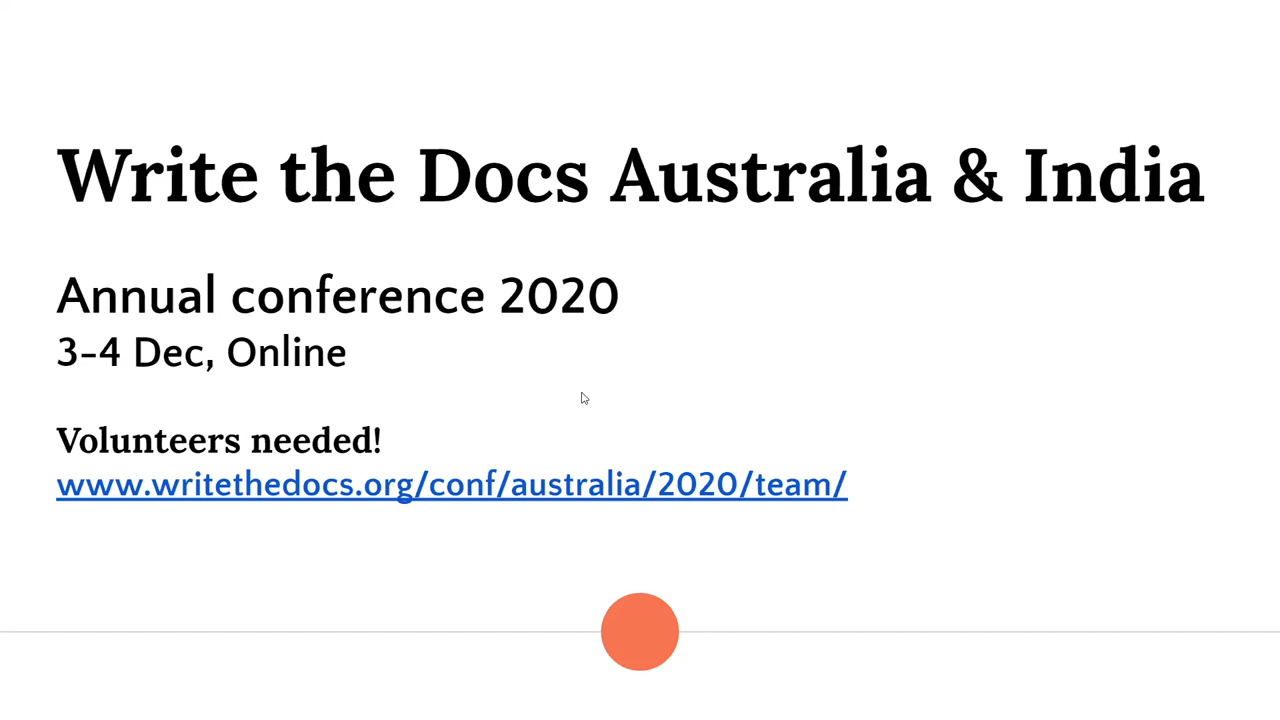 Write the Docs Australia & India
Annual conference 2020
3-4 Dec, Online
Volunteers needed!
www.writethedocs.org/conf/australia/2020/team/